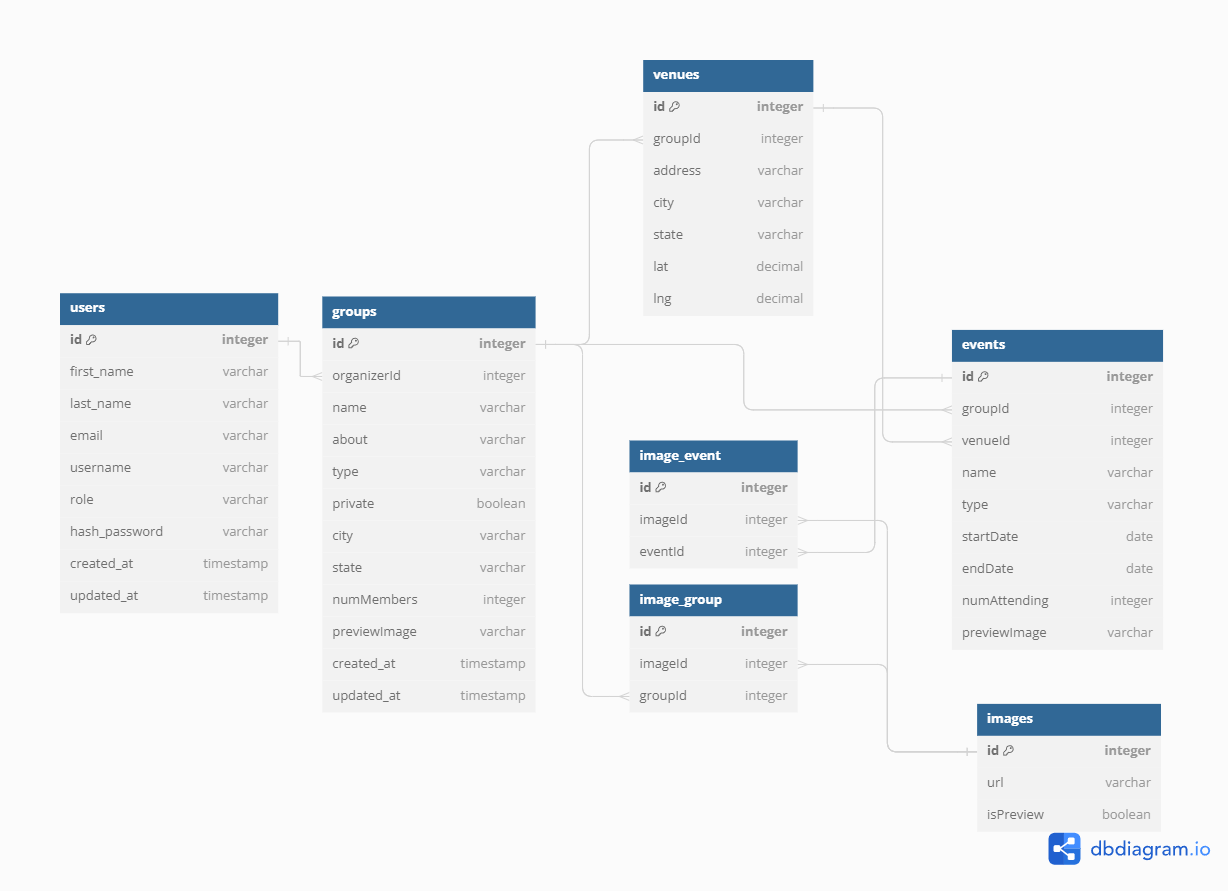 venues
id integer
groupId integer
address varchar
city varchar
state varchar
lat decimal
lng decimal
users
id integer
first_name varchar
last_name varchar
email varchar
username varchar
role varchar
hash_password varchar
created_at timestamp
updated_at timestamp
groups
id integer
organizerId integer
name varchar
about varchar
type varchar
private boolean
city varchar
state varchar
numMembers integer
previewImage varchar
created_at timestamp
updated_at timestamp
events
id integer
groupId integer
venueId integer
name varchar
type varchar
startDate date
endDate date
numAttending integer
previewImage varchar
image_event
id integer
imageId integer
eventId integer
image_group
id integer
imageId integer
groupId integer
images
id integer
url varchar
isPreview boolean
dbdiagram.io